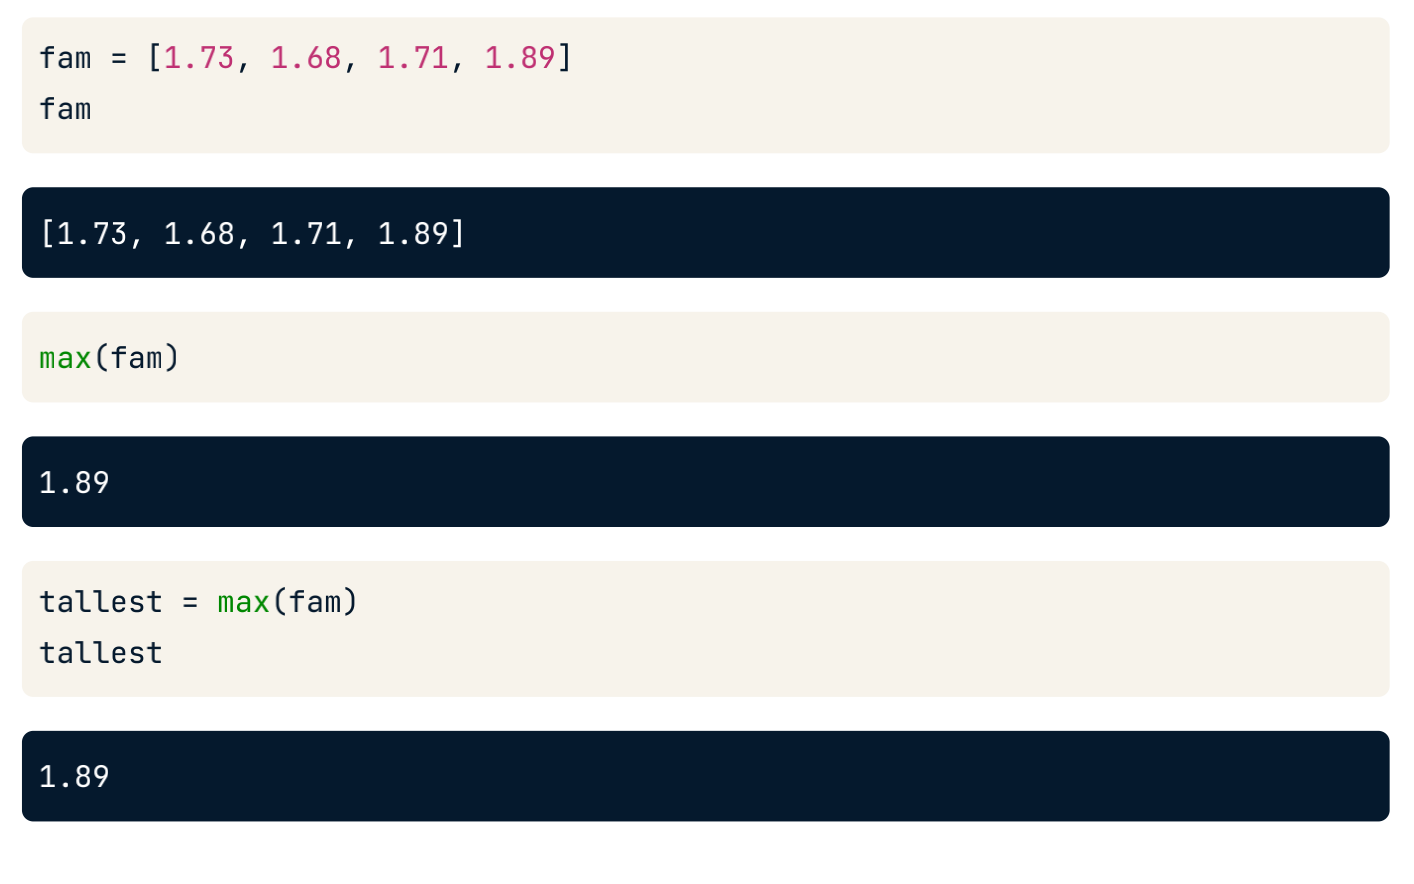 fam = [1.73, 1.68, 1.71, 1.89]
fam
[1.73, 1.68, 1.71, 1.89]
max(fam)
1.89
tallest = max(fam)
tallest
1.89